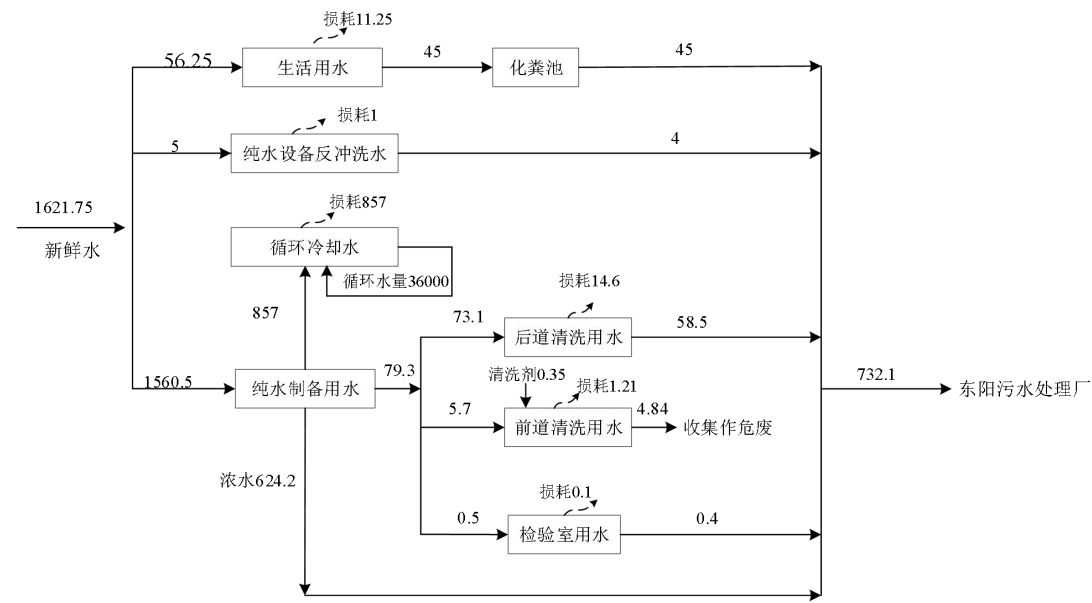 损耗11.25
56.25
生活用水
45
化粪池
45
损耗1
5
纯水设备反冲洗水
4
1621.75
新鲜水
损耗857
循环冷却水
循环水量36000
857
损耗14.6
73.1
后道清洗用水
58.5
1560.5
纯水制备用水
79.3
清洗剂0.35
损耗1.21
5.7
前道清洗用水
4.84
收集作危废
732.1
东阳污水处理厂
浓水624.2
损耗0.1
0.5
检验室用水
0.4